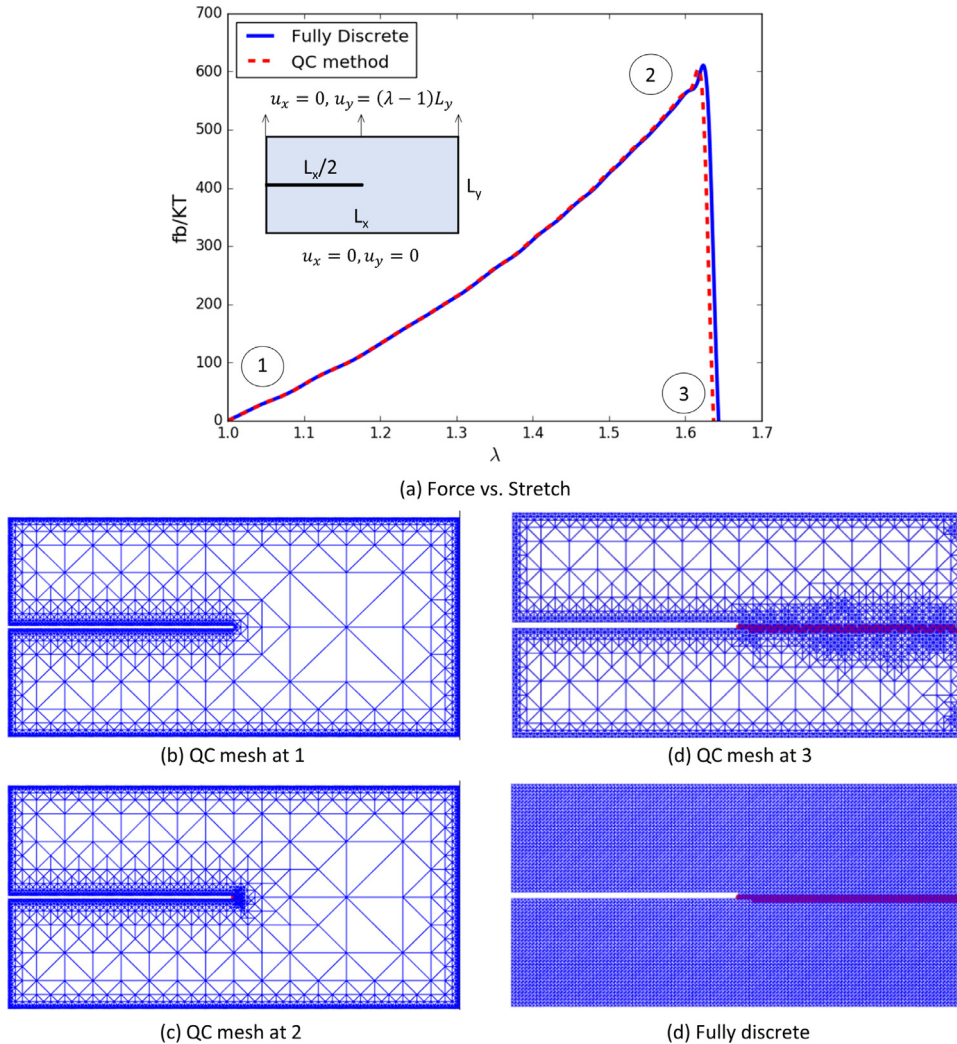 700
600
500
400
300
200
100
0
fb/KT
Fully Discrete
QC method
u_x = 0, u_y = (λ − 1)L_y
L_x/2
L_y
L_x
u_x = 0, u_y = 0
1
2
3
1.0 1.1 1.2 1.3 1.4 1.5 1.6 1.7
λ
(a) Force vs. Stretch
(b) QC mesh at 1
(d) QC mesh at 3
(c) QC mesh at 2
(d) Fully discrete